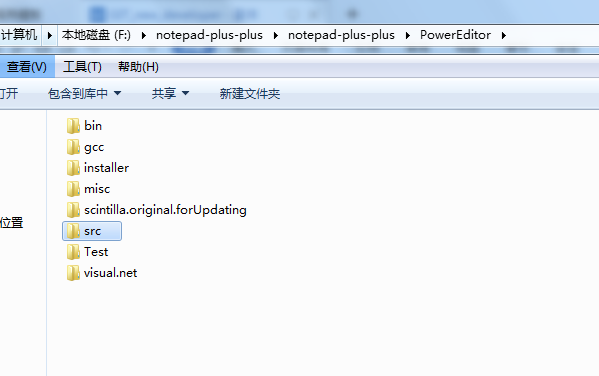 计算机 本地磁盘 (F:) notepad-plus-plus notepad-plus-plus PowerEditor
查看(V) 工具(T) 帮助(H)
打开 包含到库中 共享 新建文件夹
bin
gcc
installer
misc
scintilla.original.forUpdating
位置
src
Test
visual.net